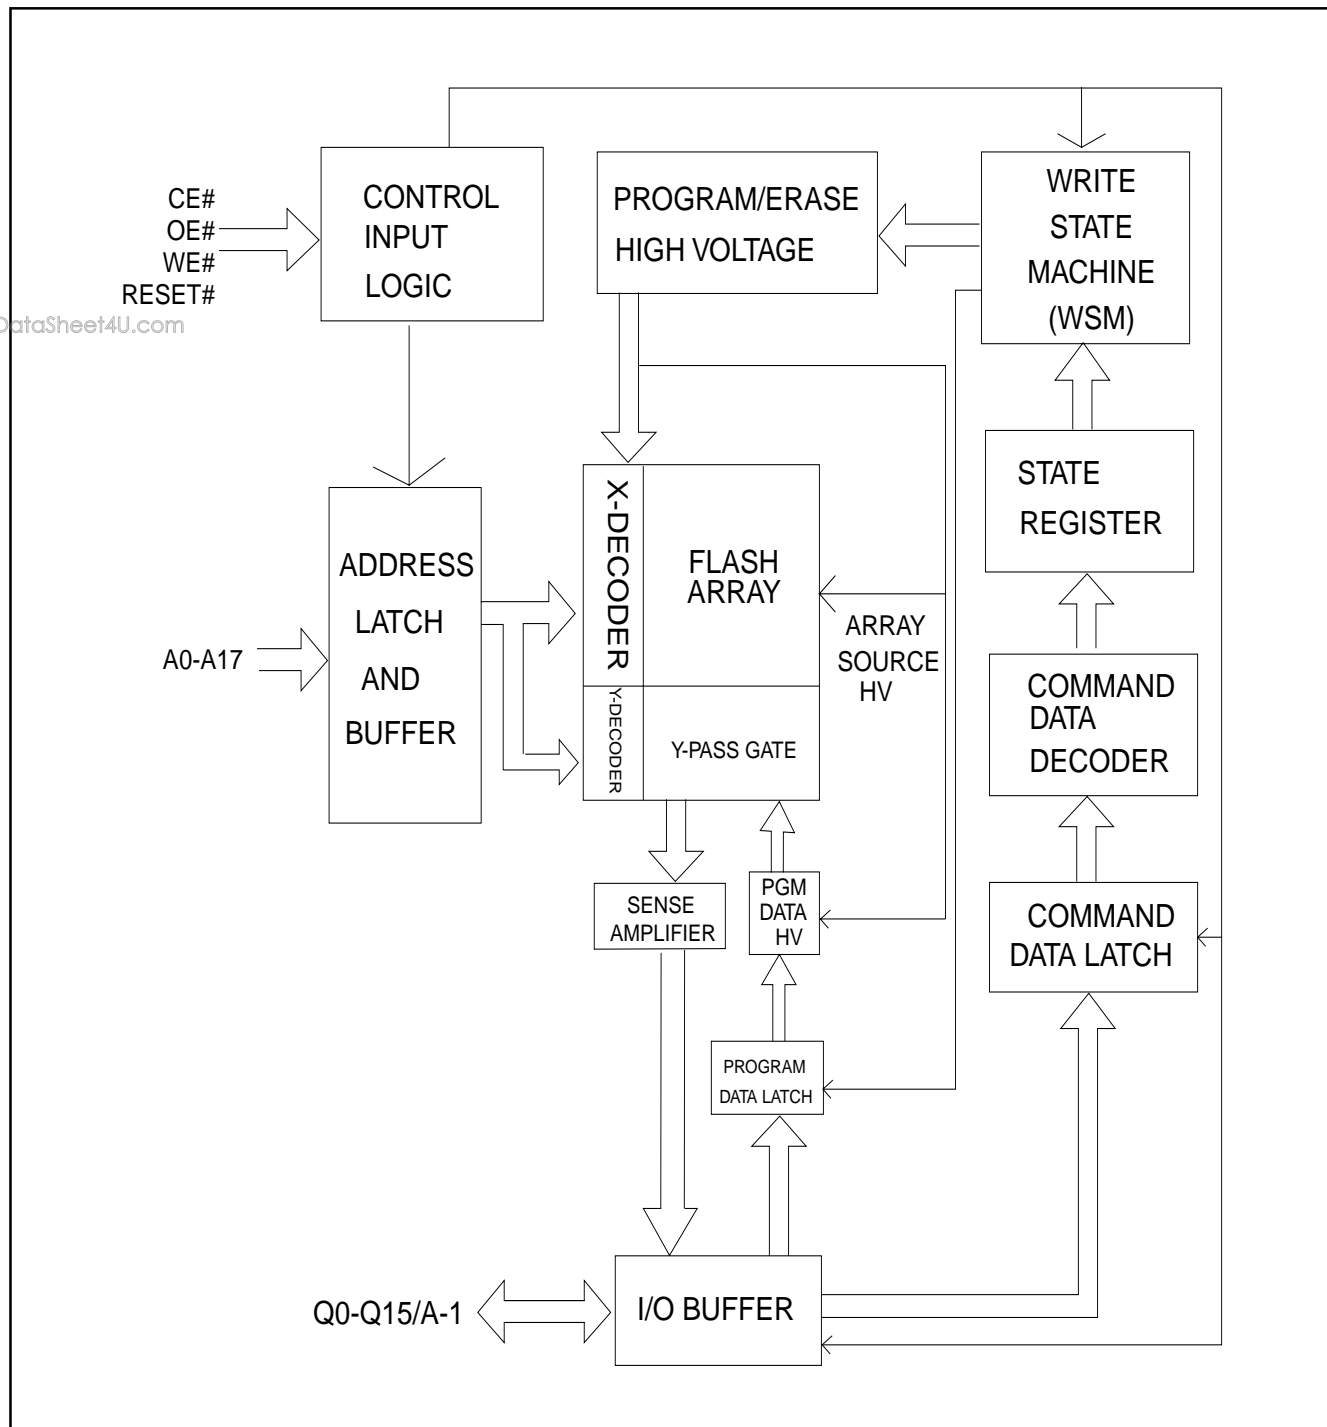 CE#
OE#
WE#
RESET#
DataSheet4U.com
CONTROL
INPUT
LOGIC
PROGRAM/ERASE
HIGH VOLTAGE
WRITE
STATE
MACHINE
(WSM)
STATE
REGISTER
ADDRESS
LATCH
AND
BUFFER
A0-A17
X-DECODER
FLASH
ARRAY
ARRAY
SOURCE
HV
Y-DECODER
Y-PASS GATE
COMMAND
DATA
DECODER
SENSE
AMPLIFIER
PGM
DATA
HV
COMMAND
DATA LATCH
PROGRAM
DATA LATCH
Q0-Q15/A-1
I/O BUFFER